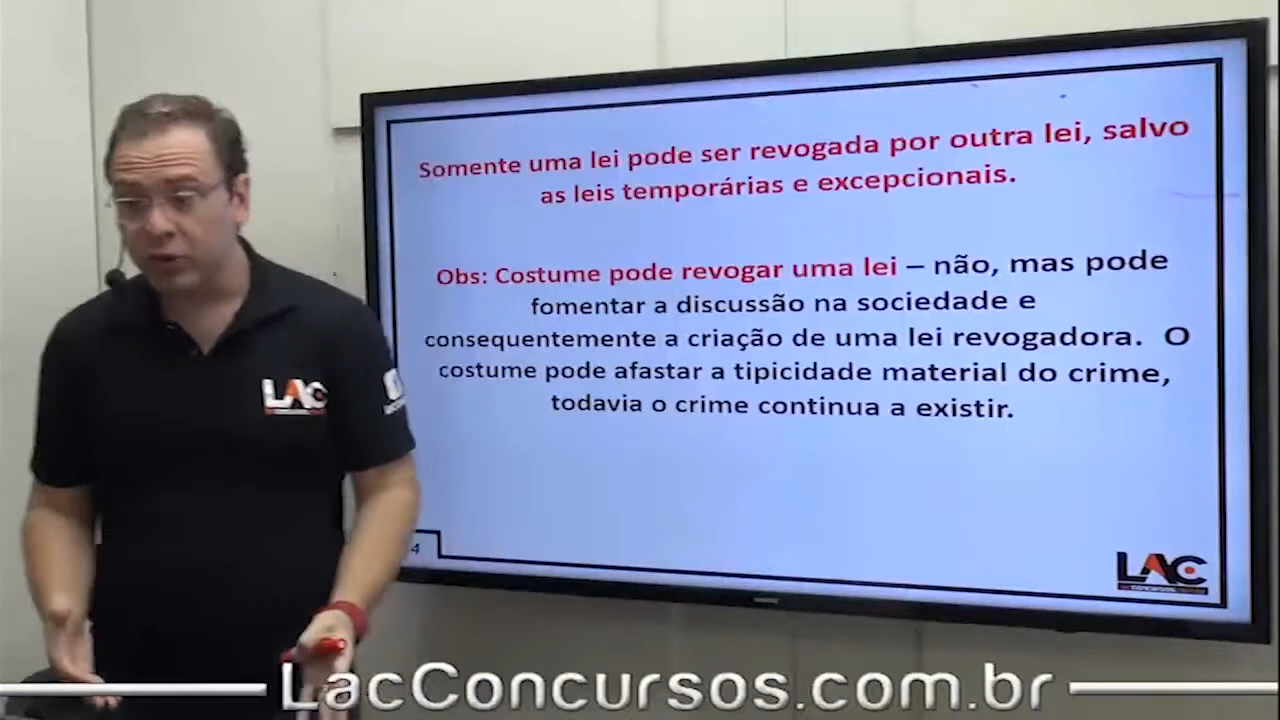 Somente uma lei pode ser revogada por outra lei, salvo
as leis temporárias e excepcionais.
Obs: Costume pode revogar uma lei – não, mas pode
fomentar a discussão na sociedade e
consequentemente a criação de uma lei revogadora. O
costume pode afastar a tipicidade material do crime,
todavia o crime continua a existir.
LAC
4
LAC
LacConcursos.com.br